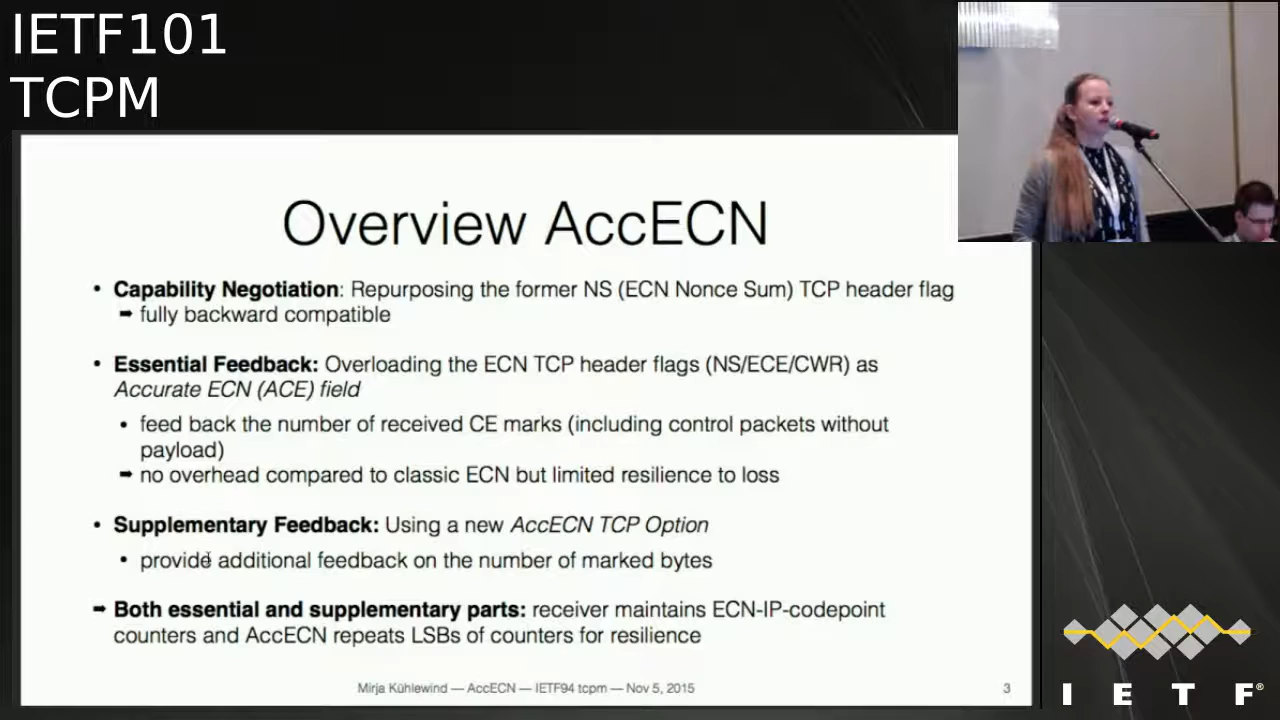 IETF101
TCPM
Overview AccECN
• Capability Negotiation: Repurposing the former NS (ECN Nonce Sum) TCP header flag
➡ fully backward compatible
• Essential Feedback: Overloading the ECN TCP header flags (NS/ECE/CWR) as
Accurate ECN (ACE) field
• feed back the number of received CE marks (including control packets without
payload)
➡ no overhead compared to classic ECN but limited resilience to loss
• Supplementary Feedback: Using a new AccECN TCP Option
• provide additional feedback on the number of marked bytes
➡ Both essential and supplementary parts: receiver maintains ECN-IP-codepoint
counters and AccECN repeats LSBs of counters for resilience
Mirja Kühlewind — AccECN — IETF94 tcpm — Nov 5, 2015
3
I E T F®